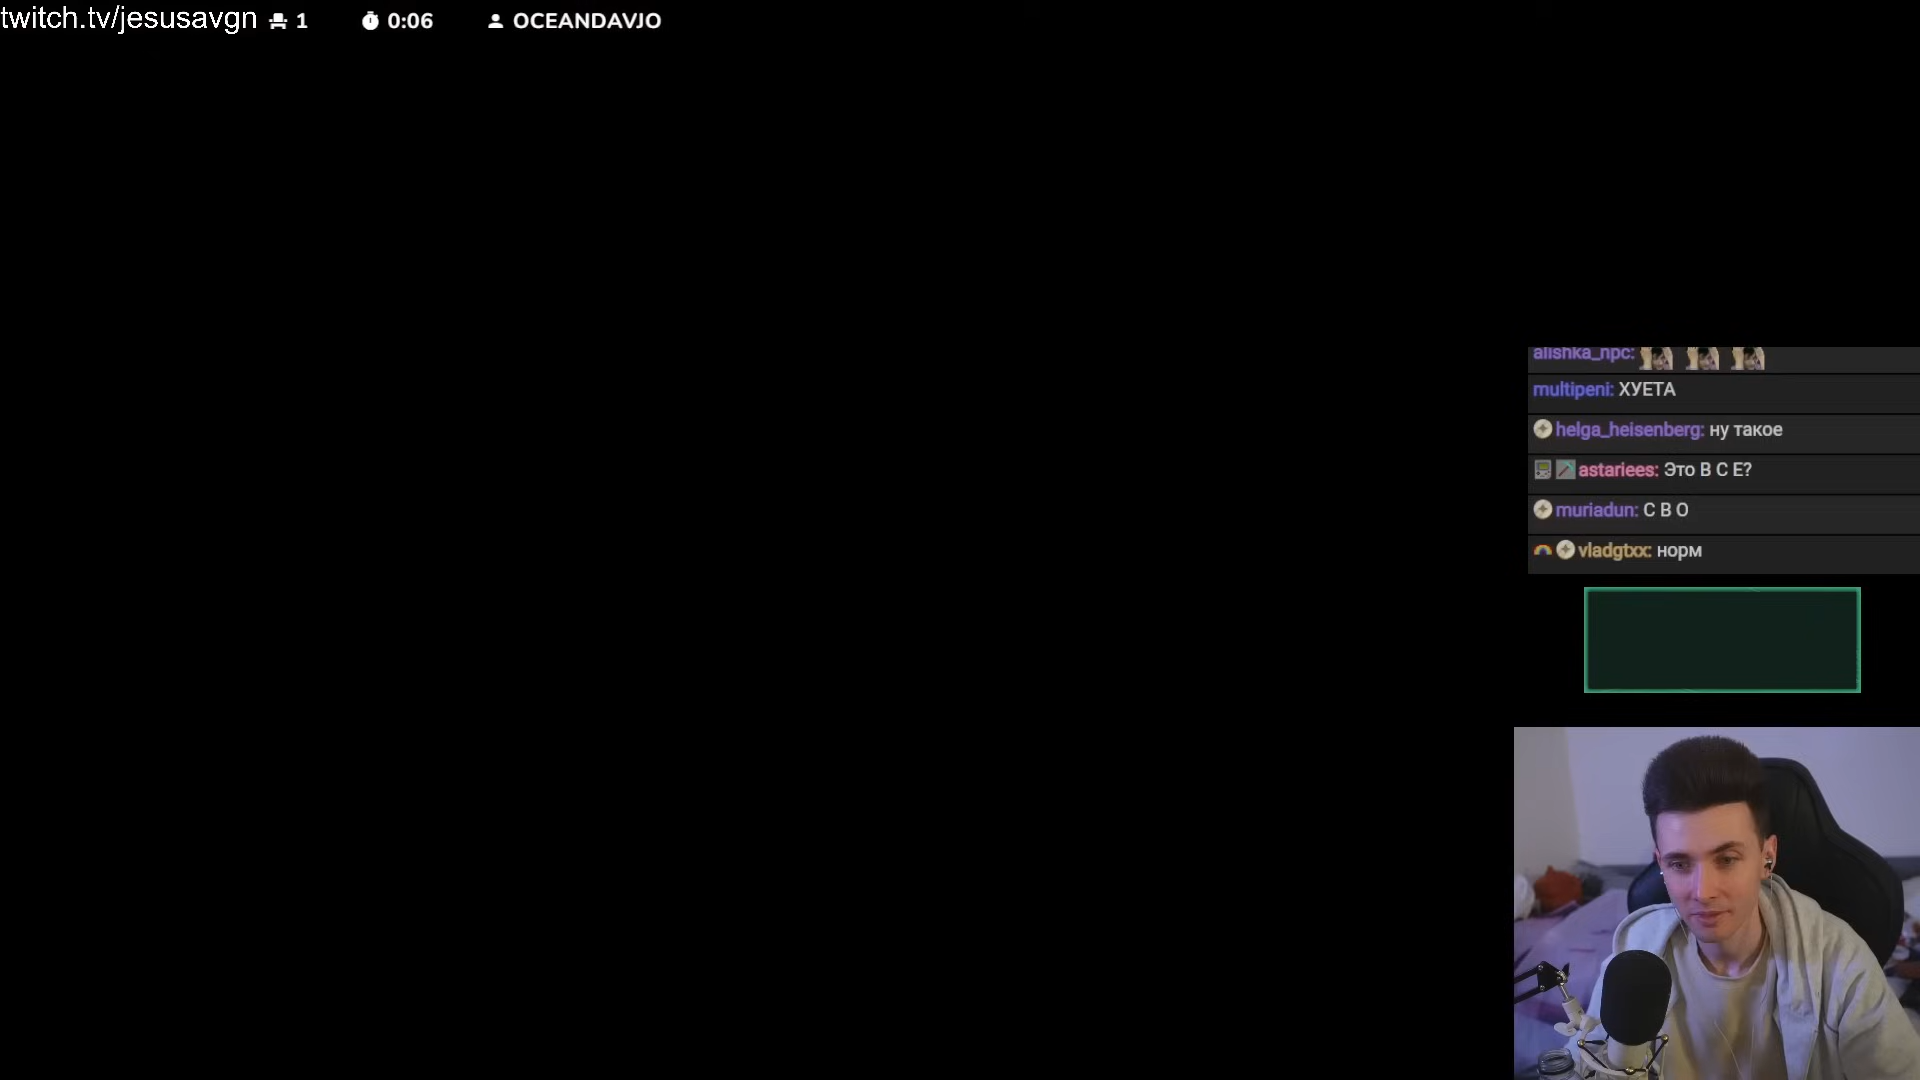 twitch.tv/jesusavgn 1 0:06 OCEANDAVJO
alishka_npc:
multipeni: ХУЕТА
helga_heisenberg: ну такое
astariees: Это В С Е?
muriadun: С В О
vladgtxx: норм